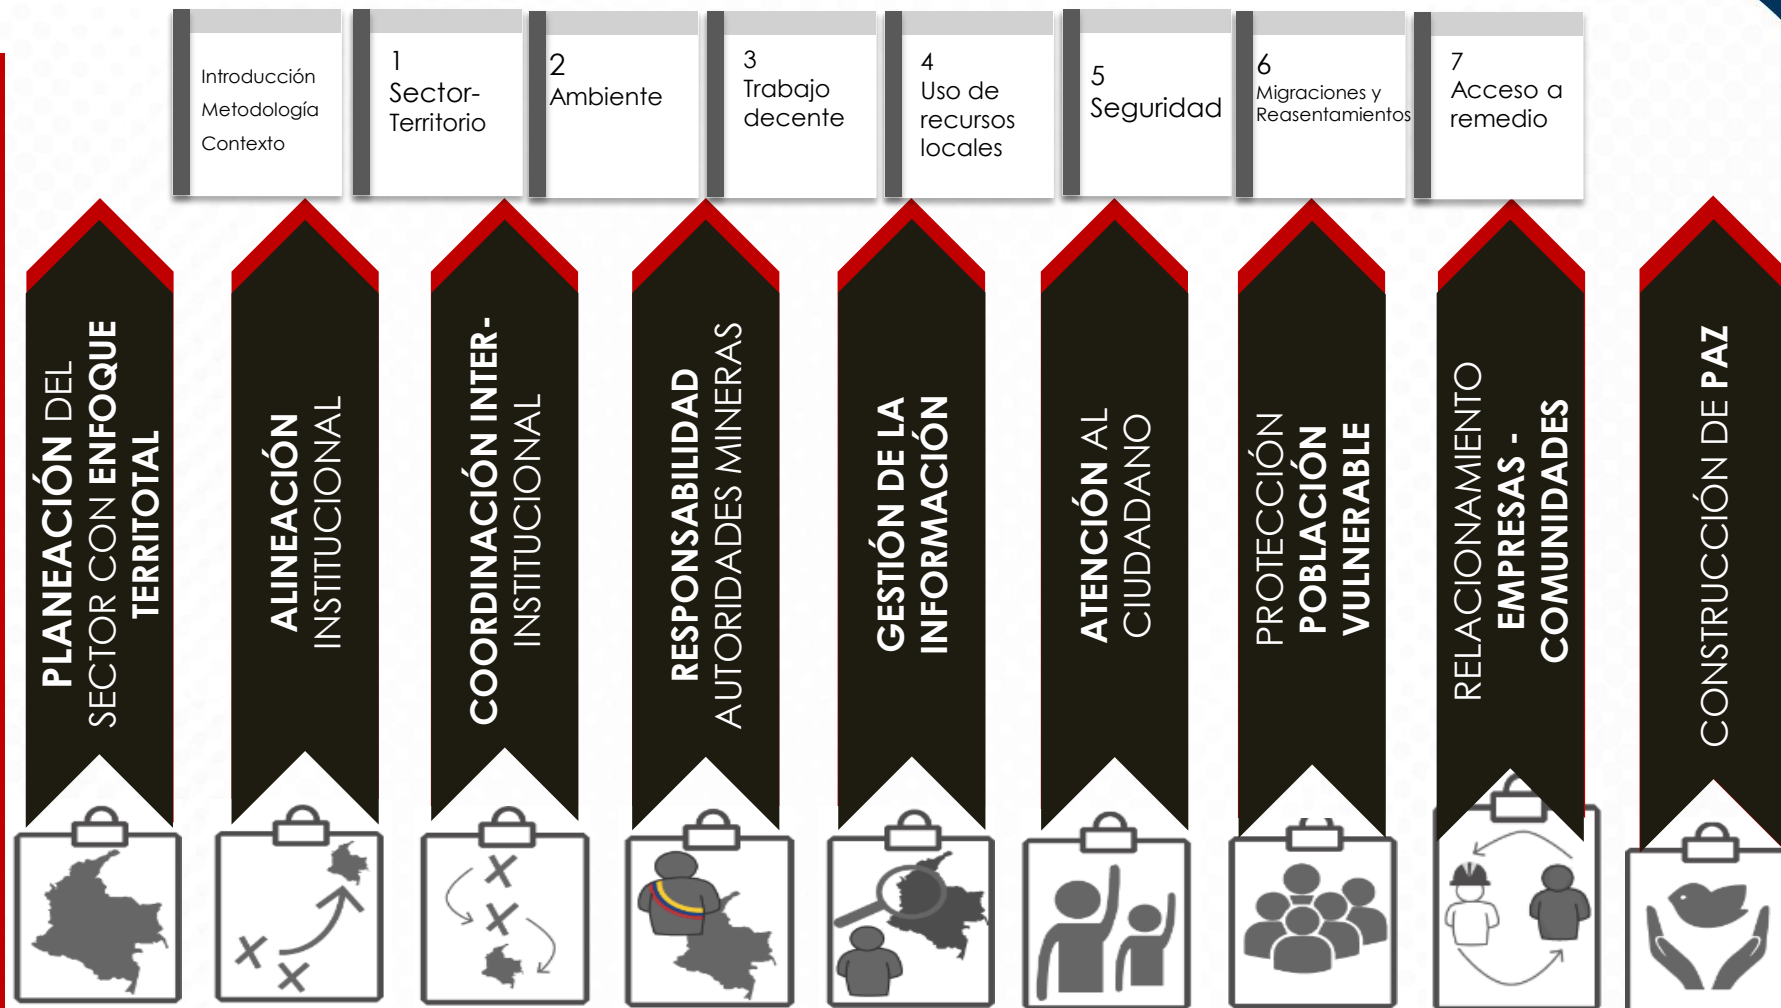 Introducción
Metodología
Contexto
1
Sector-
Territorio
2
Ambiente
3
Trabajo
decente
4
Uso de
recursos
locales
5
Seguridad
6
Migraciones y
Reasentamientos
7
Acceso a
remedio
PLANEACIÓN DEL
SECTOR CON ENFOQUE
TERRITOTAL
ALINEACIÓN
INSTITUCIONAL
COORDINACIÓN INTER-
INSTITUCIONAL
RESPONSABILIDAD
AUTORIDADES MINERAS
GESTIÓN DE LA
INFORMACIÓN
ATENCIÓN AL
CIUDADANO
PROTECCIÓN
POBLACIÓN
VULNERABLE
RELACIONAMIENTO
EMPRESAS -
COMUNIDADES
CONSTRUCCIÓN DE PAZ